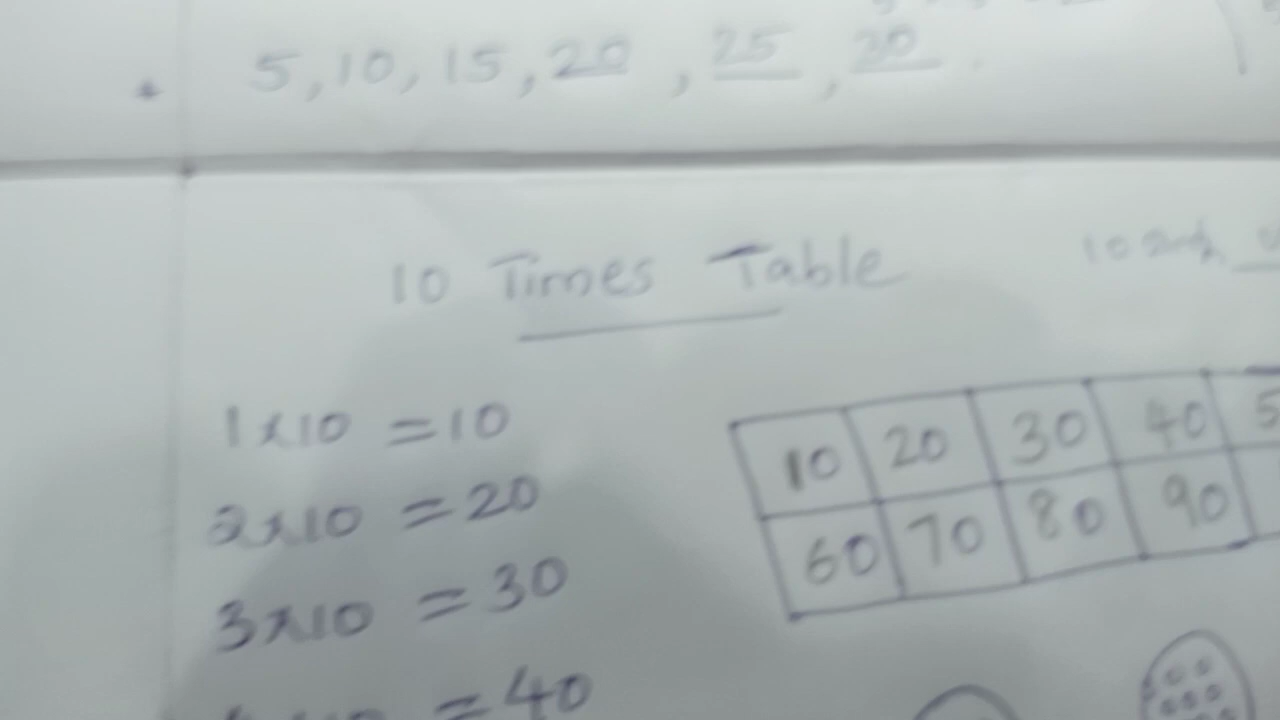 5, 10, 15, 20, 25, 30.
10 Times Table
1x10 = 10
2x10 = 20
3x10 = 30
= 40
10 20 30 40 5
60 70 80 90